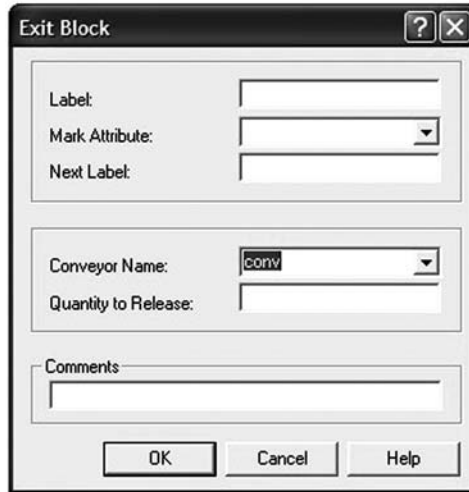 Exit Block
Label:
Mark Attribute:
Next Label:
Conveyor Name: conv
Quantity to Release:
Comments
OK Cancel Help